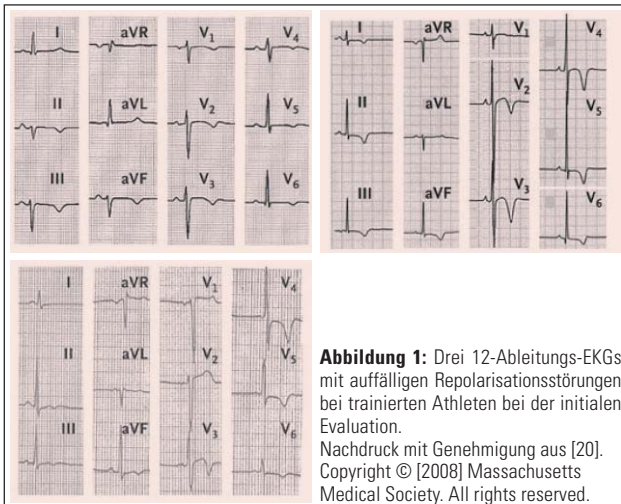 I aVR V₁ V₄
II aVL V₂ V₅
III aVF V₃ V₆
I aVR V₁ V₄
II aVL V₂ V₅
III aVF V₃ V₆
I aVR V₁ V₄
II aVL V₂ V₅
III aVF V₃ V₆
Abbildung 1: Drei 12-Ableitungs-EKGs
mit auffälligen Repolarisationsstörungen
bei trainierten Athleten bei der initialen
Evaluation.
Nachdruck mit Genehmigung aus [20].
Copyright © [2008] Massachusetts
Medical Society. All rights reserved.